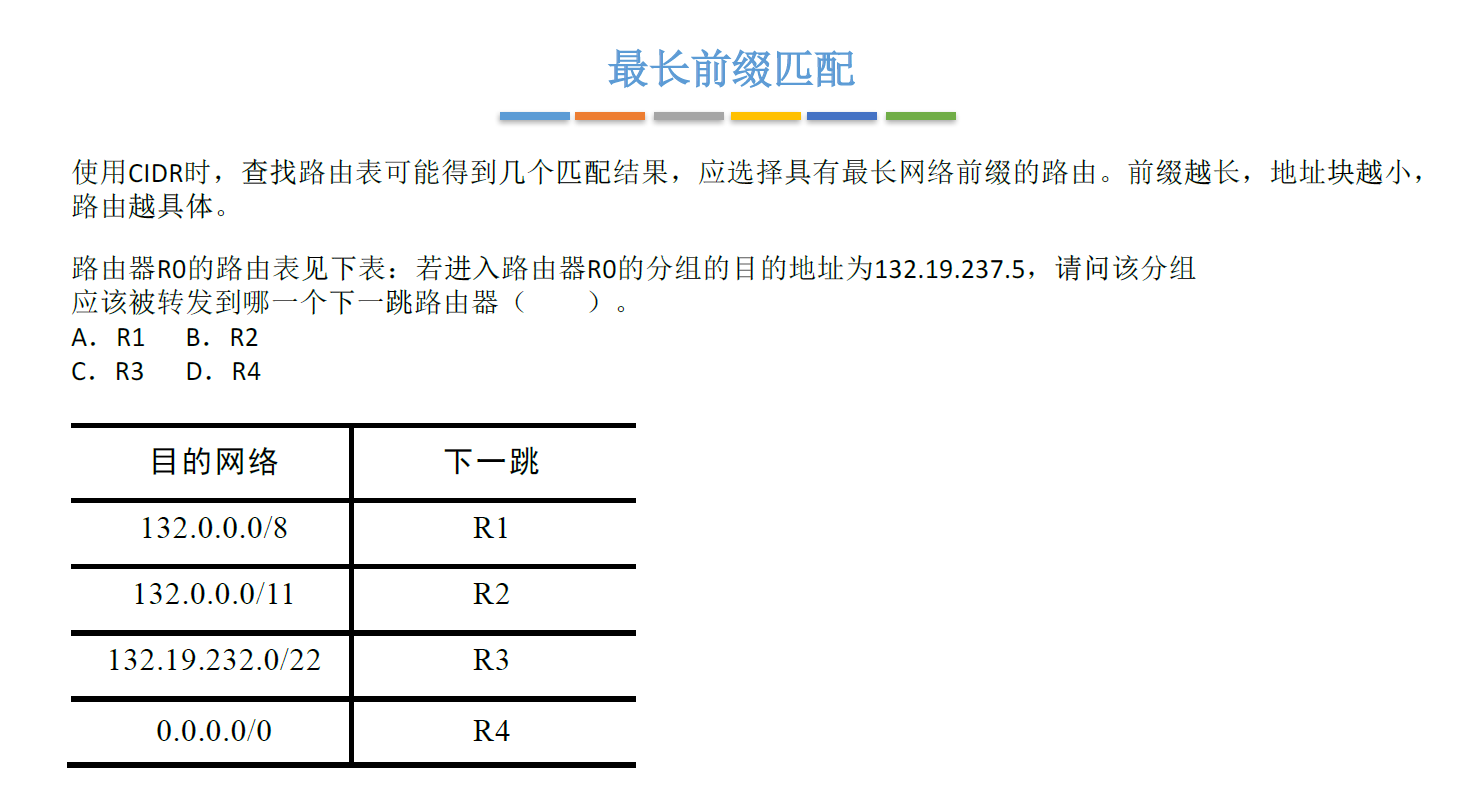 最长前缀匹配
使用CIDR时，查找路由表可能得到几个匹配结果，应选择具有最长网络前缀的路由。前缀越长，地址块越小，
路由越具体。
路由器R0的路由表见下表：若进入路由器R0的分组的目的地址为132.19.237.5，请问该分组
应该被转发到哪一个下一跳路由器（　　）。
A． R1 B． R2
C． R3 D． R4
目的网络 下一跳
132.0.0.0/8 R1
132.0.0.0/11 R2
132.19.232.0/22 R3
0.0.0.0/0 R4